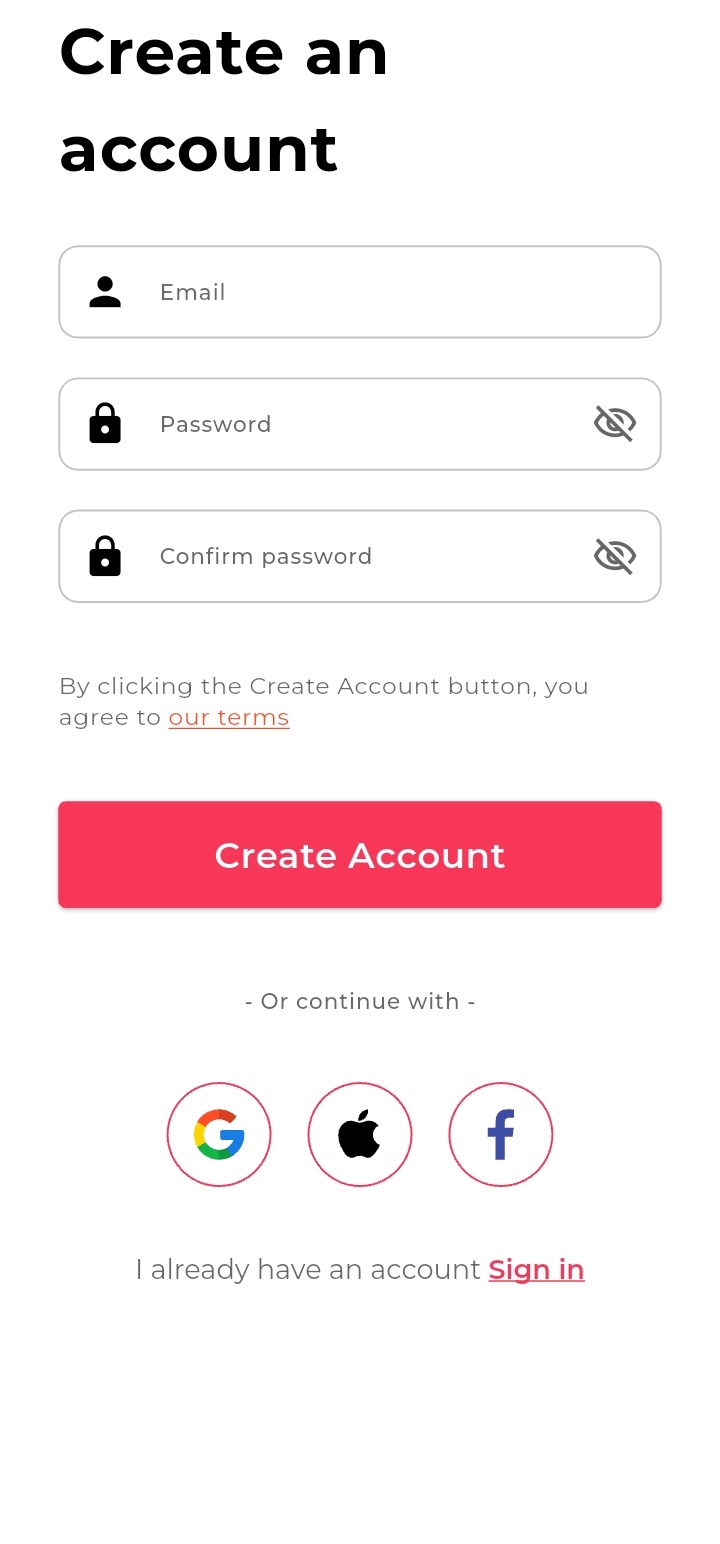 Create an
account
Email
Password
Confirm password
By clicking the Create Account button, you
agree to our terms
Create Account
- Or continue with -
I already have an account Sign in